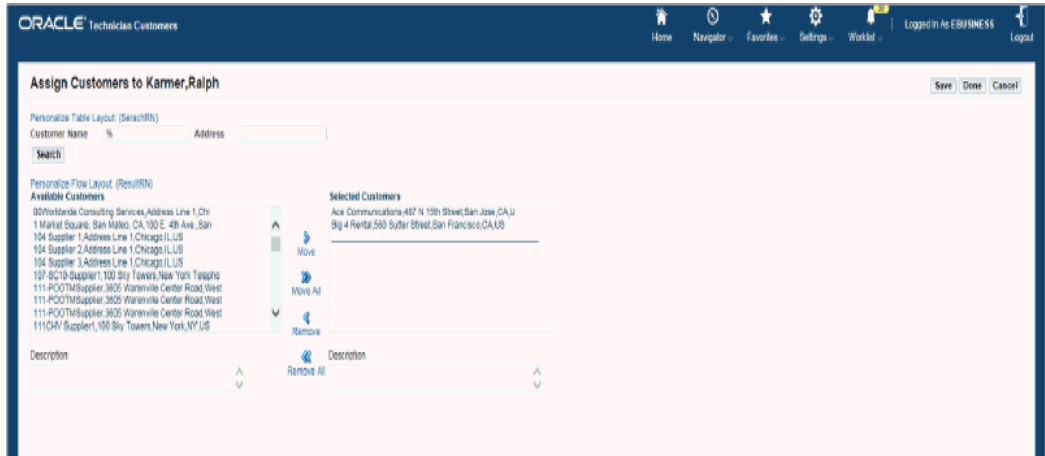 ORACLE® Technician Customers
Home
Navigator
Favorites
Settings
Worklist
Logged In As EBUSINESS
Logout
Assign Customers to Karmer,Ralph
Save
Done
Cancel
Personalize Table Layout: (SerachRN)
Customer Name %
Address
Search
Personalize Flow Layout: (ResultRN)
Available Customers
00Worldwide Consulting Services,Address Line 1,Chi
1 Market Square, San Mateo, CA,100 E. 4th Ave.,San
104 Supplier 1,Address Line 1,Chicago,IL,US
104 Supplier 2,Address Line 1,Chicago,IL,US
104 Supplier 3,Address Line 1,Chicago,IL,US
107-SC10-Supplier1,100 Sky Towers,New York Telepho
111-POOTMSupplier,3605 Warenville Center Road,West
111-POOTMSupplier,3605 Warenville Center Road,West
111-POOTMSupplier,3605 Warenville Center Road,West
111CHV Supplier1,100 Sky Towers,New York,NY,US
Move
Move All
Remove
Remove All
Selected Customers
Ace Communications,487 N 15th Street,San Jose,CA,U
Big 4 Rental,560 Sutter Street,San Francisco,CA,US
Description
Description